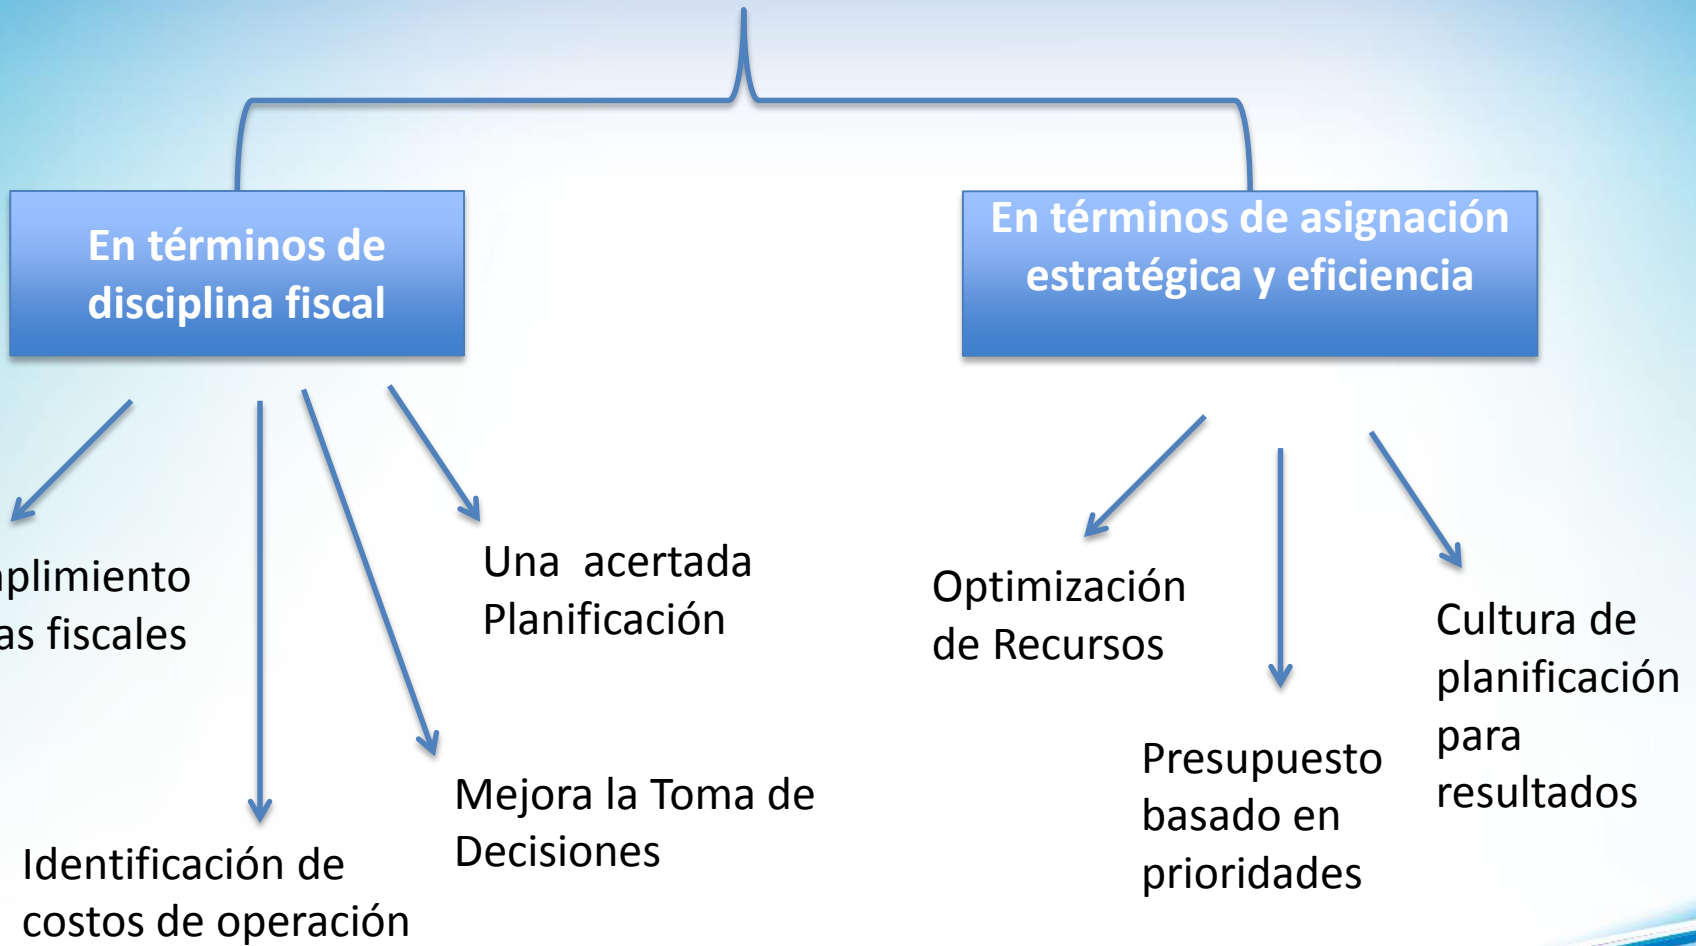 En términos de
disciplina fiscal
En términos de asignación
estratégica y eficiencia
plimiento
as fiscales
Una acertada
Planificación
Identificación de
costos de operación
Mejora la Toma de
Decisiones
Optimización
de Recursos
Presupuesto
basado en
prioridades
Cultura de
planificación
para
resultados